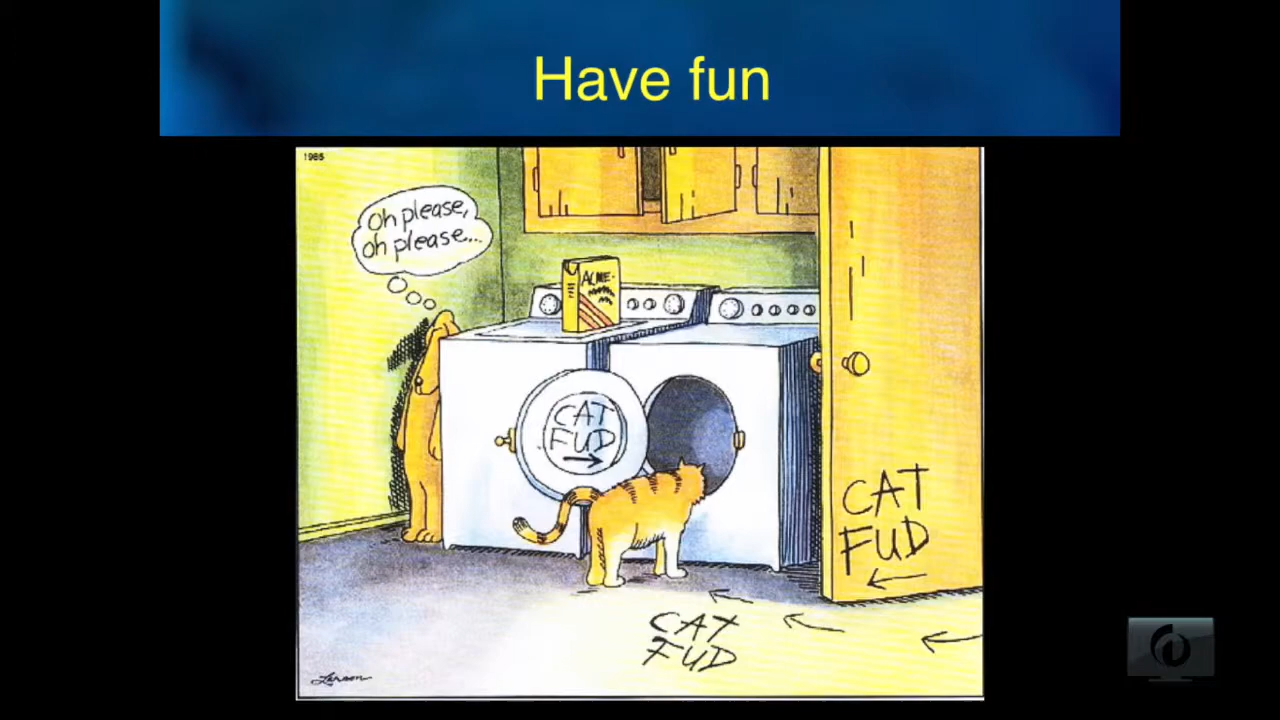 Have fun
1985
Oh please,
oh please...
ACME
CAT
FUD
CAT
FUD
CAT
FUD
Larson